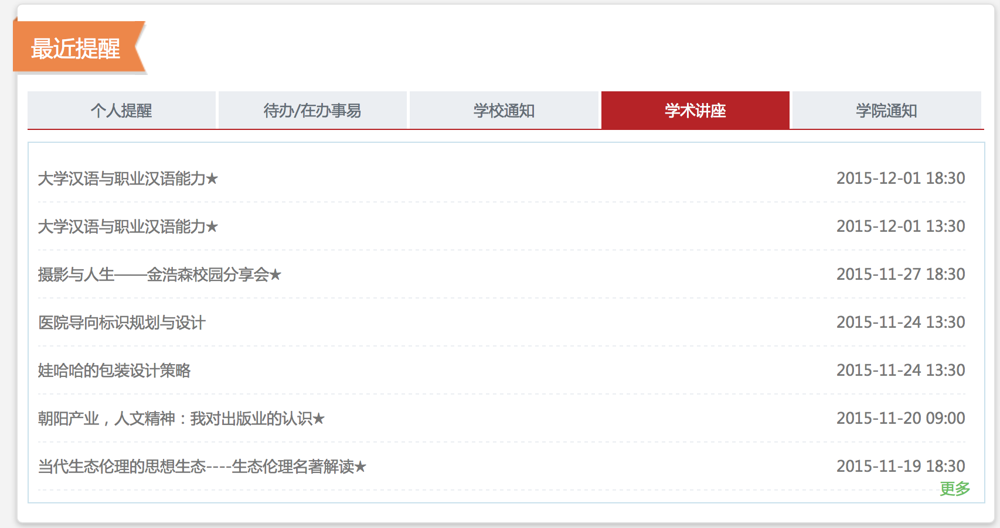 最近提醒
个人提醒 待办/在办事易 学校通知 学术讲座 学院通知
大学汉语与职业汉语能力★ 2015-12-01 18:30
大学汉语与职业汉语能力★ 2015-12-01 13:30
摄影与人生——金浩森校园分享会★ 2015-11-27 18:30
医院导向标识规划与设计 2015-11-24 13:30
娃哈哈的包装设计策略 2015-11-24 13:30
朝阳产业，人文精神：我对出版业的认识★ 2015-11-20 09:00
当代生态伦理的思想生态----生态伦理名著解读★ 2015-11-19 18:30
更多